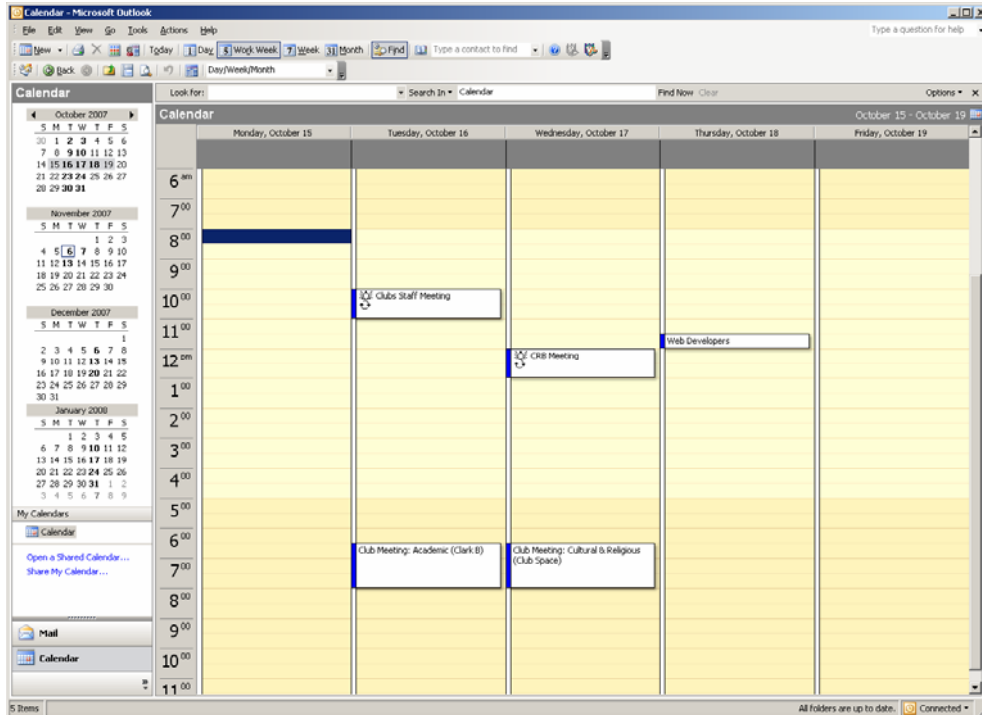 Calendar - Microsoft Outlook
File Edit View Go Tools Actions Help Type a question for help
New Today 1 Day 5 Work Week 7 Week 31 Month Find Type a contact to find
Back Day/Week/Month
Calendar
Look for: Search In Calendar Find Now Clear Options
October 2007
S M T W T F S
30 1 2 3 4 5 6
7 8 9 10 11 12 13
14 15 16 17 18 19 20
21 22 23 24 25 26 27
28 29 30 31
November 2007
S M T W T F S
1 2 3
4 5 6 7 8 9 10
11 12 13 14 15 16 17
18 19 20 21 22 23 24
25 26 27 28 29 30
December 2007
S M T W T F S
1
2 3 4 5 6 7 8
9 10 11 12 13 14 15
16 17 18 19 20 21 22
23 24 25 26 27 28 29
30 31
January 2008
S M T W T F S
1 2 3 4 5
6 7 8 9 10 11 12
13 14 15 16 17 18 19
20 21 22 23 24 25 26
27 28 29 30 31 1 2
3 4 5 6 7 8 9
My Calendars
Calendar
Open a Shared Calendar...
Share My Calendar...
Mail
Calendar
Calendar October 15 - October 19
Monday, October 15 Tuesday, October 16 Wednesday, October 17 Thursday, October 18 Friday, October 19
6 am
7 00
8 00
9 00
10 00 Clubs Staff Meeting
11 00 Web Developers
12 pm CRB Meeting
1 00
2 00
3 00
4 00
5 00
6 00 Club Meeting: Academic (Clark B) Club Meeting: Cultural & Religious
(Club Space)
7 00
8 00
9 00
10 00
11 00
5 Items All folders are up to date. Connected